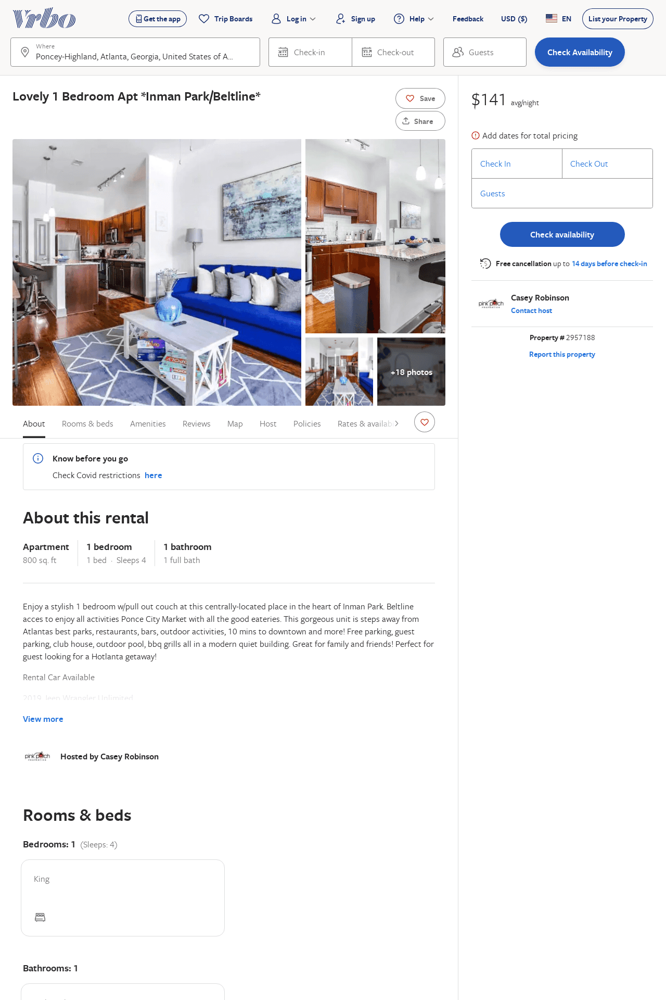 Vrbo
Get the app
Trip Boards
Log in
Sign up
Help
Feedback
USD ($)
EN
List your Property
Where
Poncey-Highland, Atlanta, Georgia, United States of A...
Check-in
Check-out
Guests
Check Availability
Lovely 1 Bedroom Apt *Inman Park/Beltline*
Save
Share
+18 photos
About
Rooms & beds
Amenities
Reviews
Map
Host
Policies
Rates & availab
Know before you go
Check Covid restrictions here
About this rental
Apartment
800 sq. ft
1 bedroom
1 bed · Sleeps 4
1 bathroom
1 full bath
Enjoy a stylish 1 bedroom w/pull out couch at this centrally-located place in the heart of Inman Park. Beltline
acces to enjoy all activities Ponce City Market with all the good eateries. This gorgeous unit is steps away from
Atlantas best parks, restaurants, bars, outdoor activities, 10 mins to downtown and more! Free parking, guest
parking, club house, outdoor pool, bbq grills all in a modern quiet building. Great for family and friends! Perfect for
guest looking for a Hotlanta getaway!
Rental Car Available
2019 Jeep Wrangler Unlimited
View more
pink porch
PROPERTIES
Hosted by Casey Robinson
Rooms & beds
Bedrooms: 1 (Sleeps: 4)
King
Bathrooms: 1
$141 avg/night
Add dates for total pricing
Check In
Check Out
Guests
Check availability
Free cancellation up to 14 days before check-in
pink porch
PROPERTIES
Casey Robinson
Contact host
Property # 2957188
Report this property